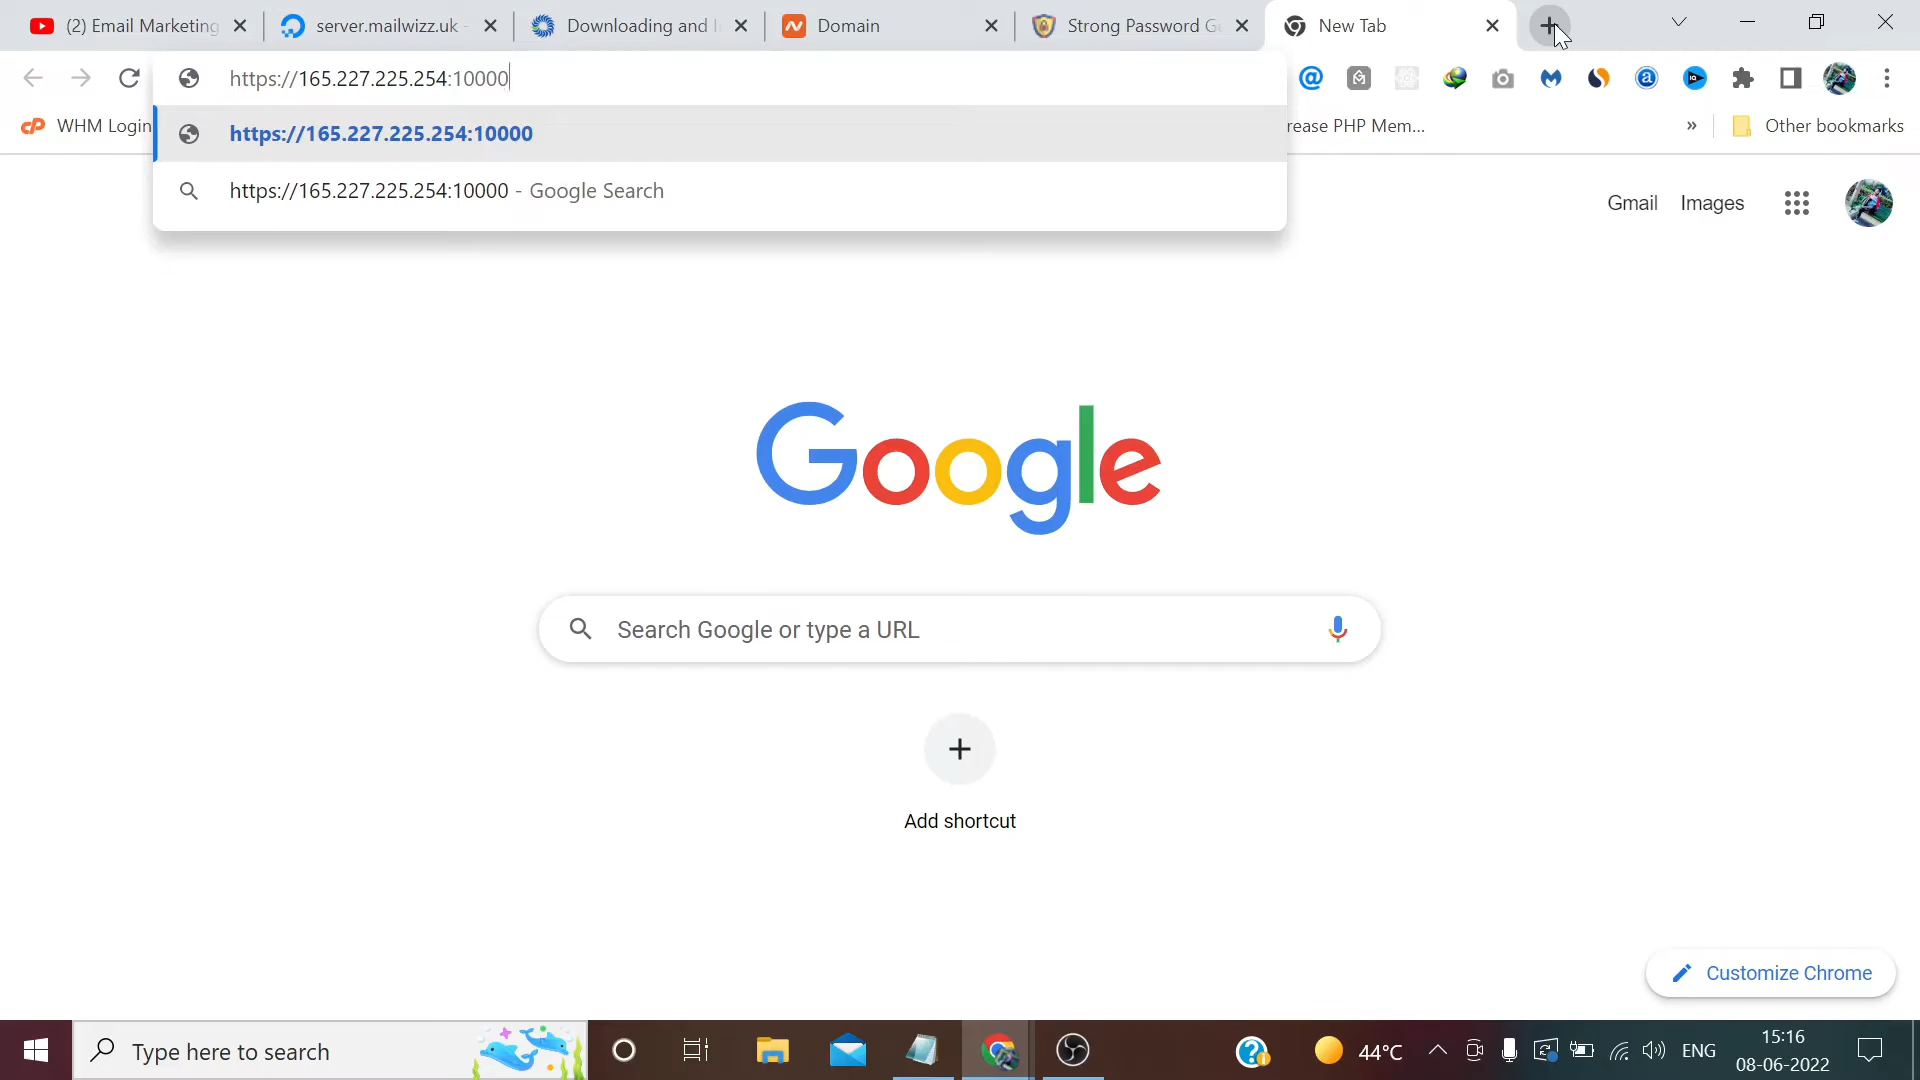 (2) Email Marketing
server.mailwizz.uk -
Downloading and I
Domain
Strong Password G
New Tab
https://165.227.225.254:10000
WHM Login
https://165.227.225.254:10000
rease PHP Mem...
»
Other bookmarks
https://165.227.225.254:10000 - Google Search
Gmail
Images
Google
Search Google or type a URL
Add shortcut
Customize Chrome
Type here to search
44°C
ENG
15:16
08-06-2022